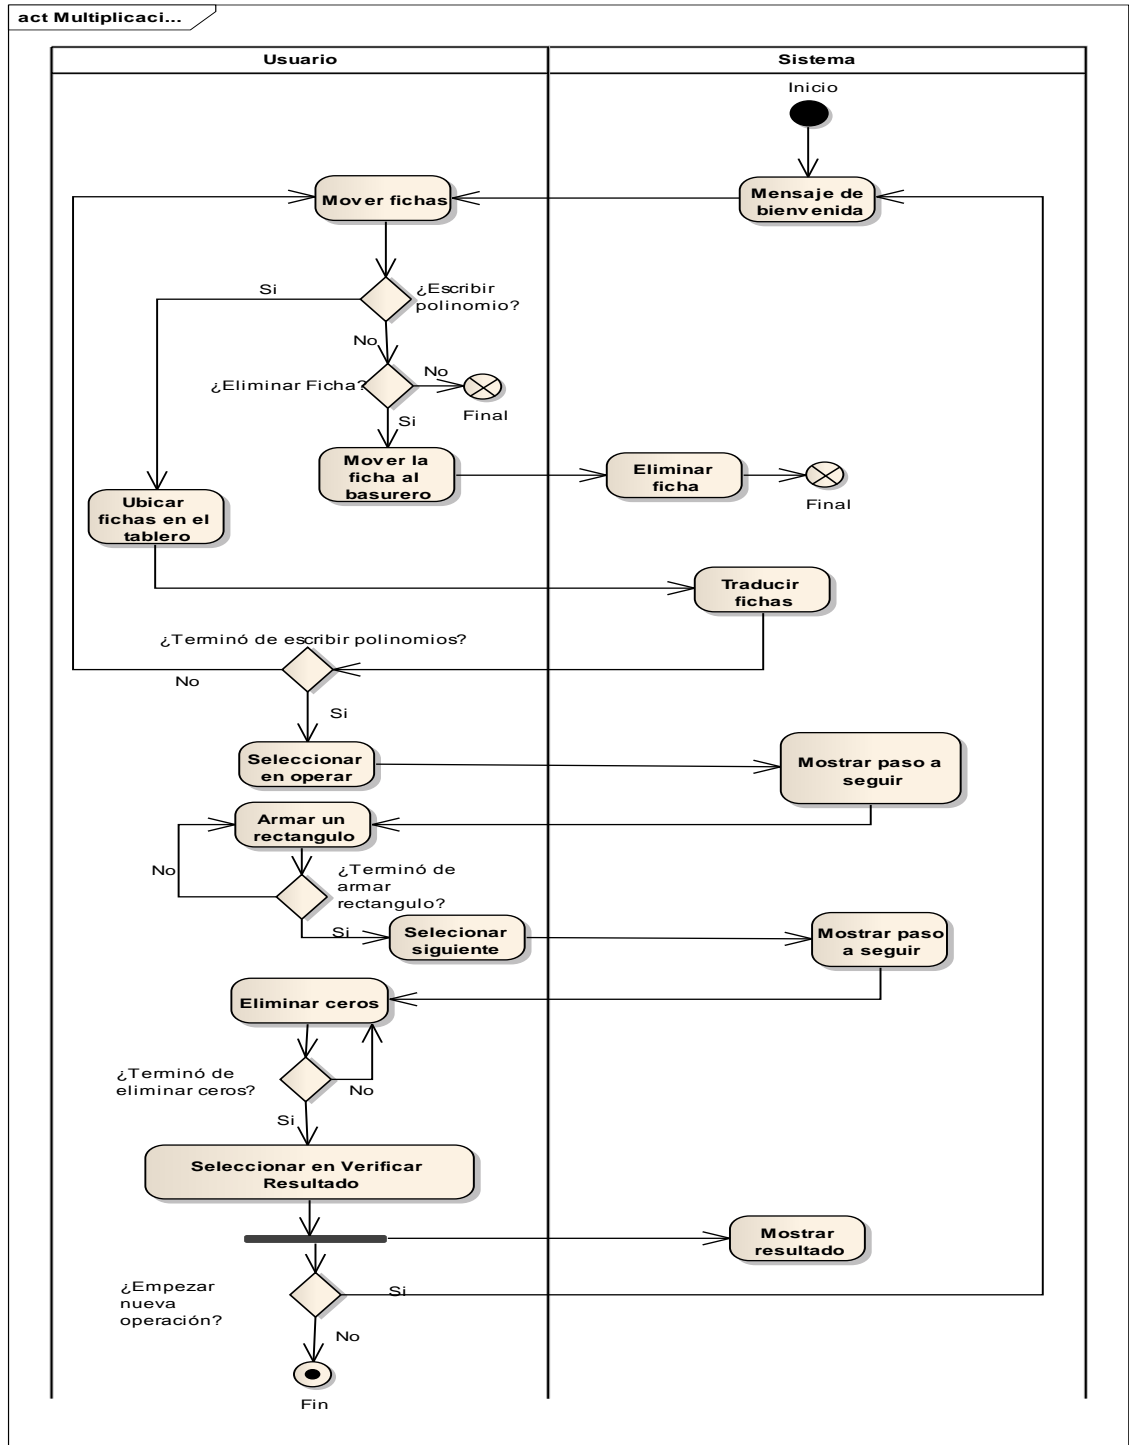 act Multiplicaci...
Usuario
Sistema
Inicio
Mover fichas
Mensaje de
bienvenida
Si
¿Escribir
polinomio?
No
¿Eliminar Ficha?
No
Final
Si
Mover la
ficha al
basurero
Eliminar
ficha
Final
Ubicar
fichas en el
tablero
Traducir
fichas
¿Terminó de escribir polinomios?
No
Si
Seleccionar
en operar
Mostrar paso a
seguir
Armar un
rectangulo
No
¿Terminó de
armar
rectangulo?
Si
Selecionar
siguiente
Mostrar paso
a seguir
Eliminar ceros
¿Terminó de
eliminar ceros?
No
Si
Seleccionar en Verificar
Resultado
Mostrar
resultado
¿Empezar
nueva
operación?
Si
No
Fin